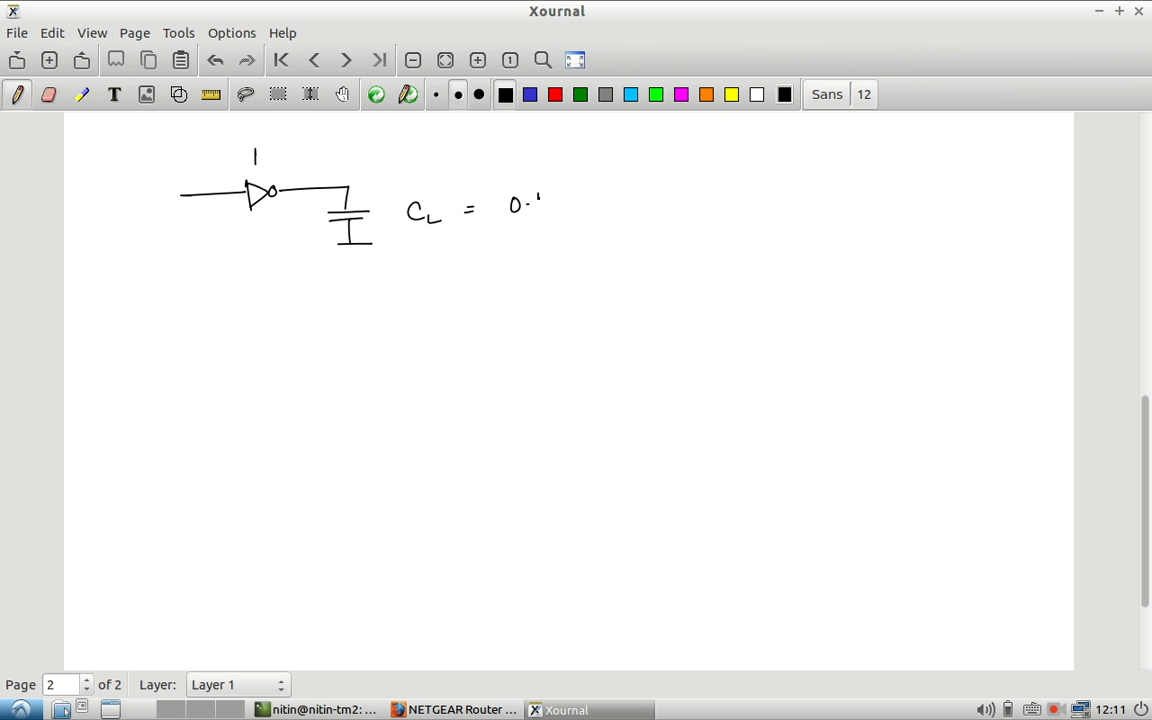 Xournal
File Edit View Page Tools Options Help
Sans 12
1
C_L = 0.
Page 2 of 2 Layer: Layer 1
nitin@nitin-tm2: ... NETGEAR Router ... Xournal 12:11